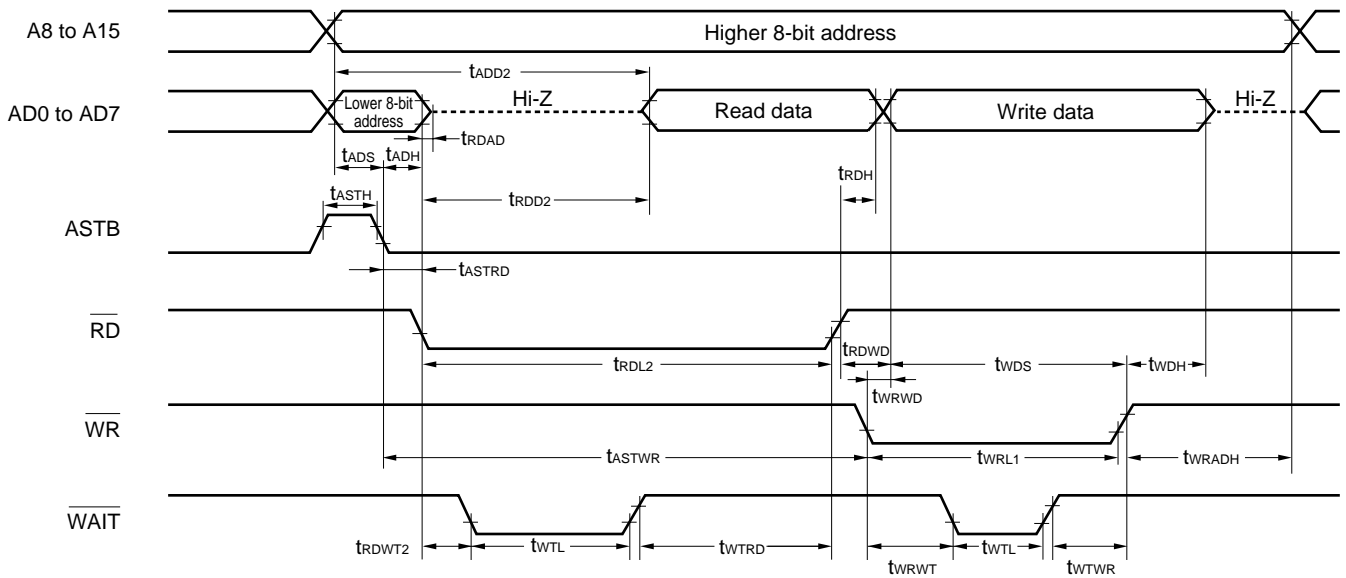 A8 to A15
Higher 8-bit address
tADD2
AD0 to AD7
Lower 8-bit
address
Hi-Z
Read data
Write data
Hi-Z
tRDAD
tADS
tADH
tRDH
tASTH
tRDD2
ASTB
tASTRD
RD
tRDL2
tRDWD
tWDS
tWDH
tWRWD
WR
tASTWR
tWRL1
tWRADH
WAIT
tRDWT2
tWTL
tWTRD
tWRWT
tWTL
tWTWR